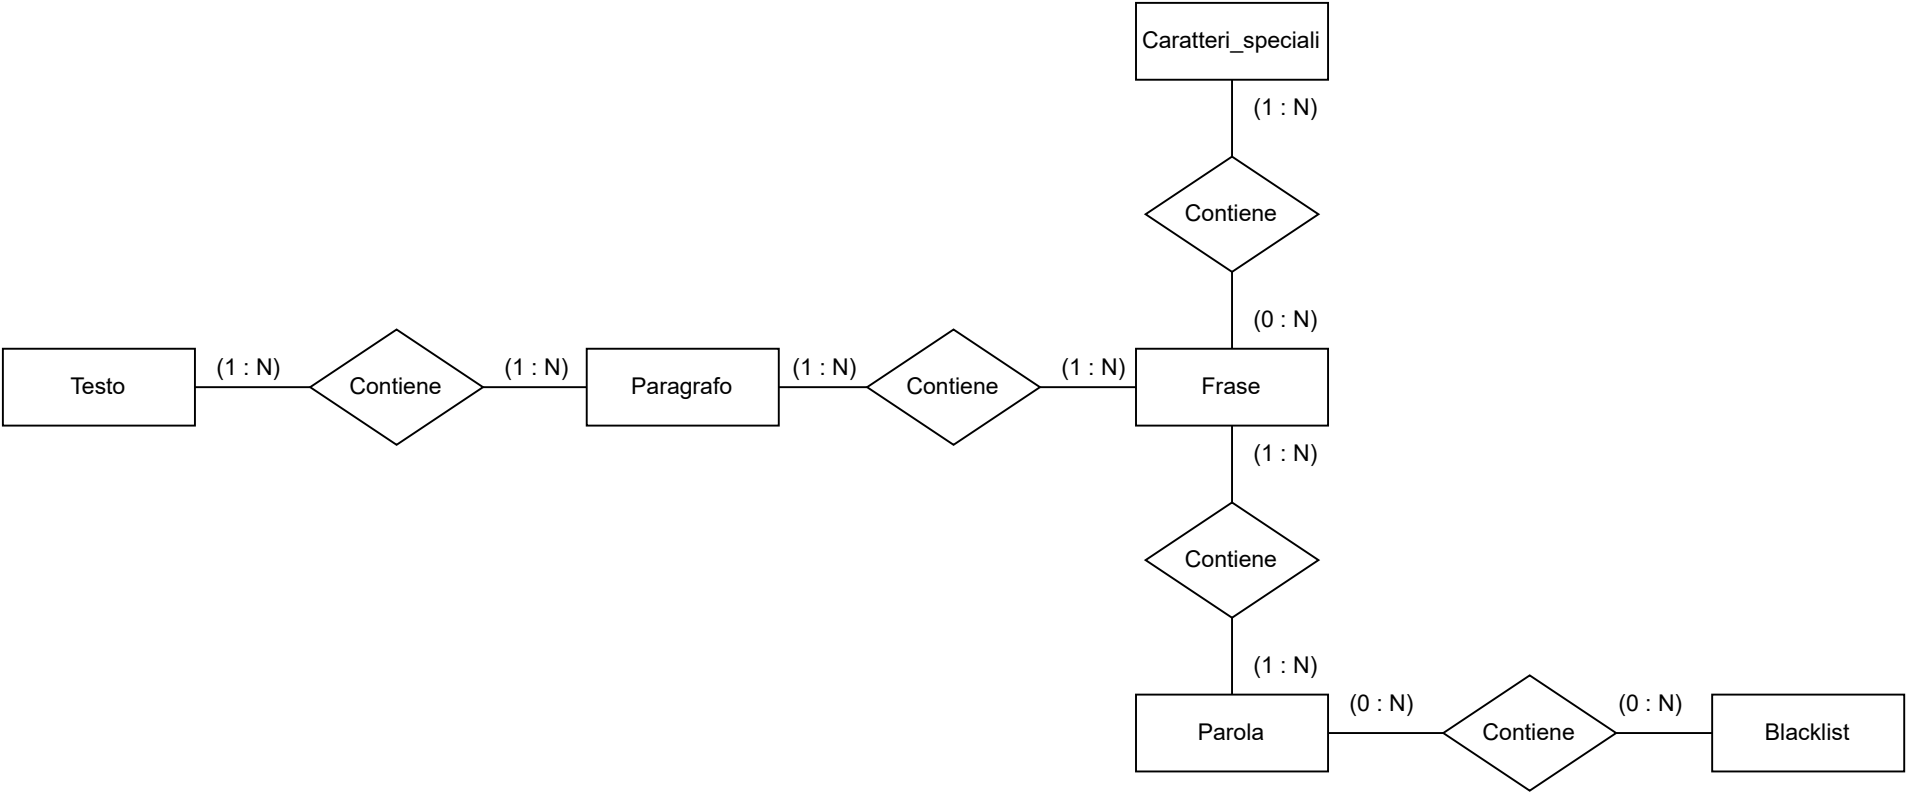 Caratteri_speciali
(1 : N)
Contiene
(0 : N)
Testo
(1 : N)
Contiene
(1 : N)
Paragrafo
(1 : N)
Contiene
(1 : N)
Frase
(1 : N)
Contiene
(1 : N)
Parola
(0 : N)
Contiene
(0 : N)
Blacklist